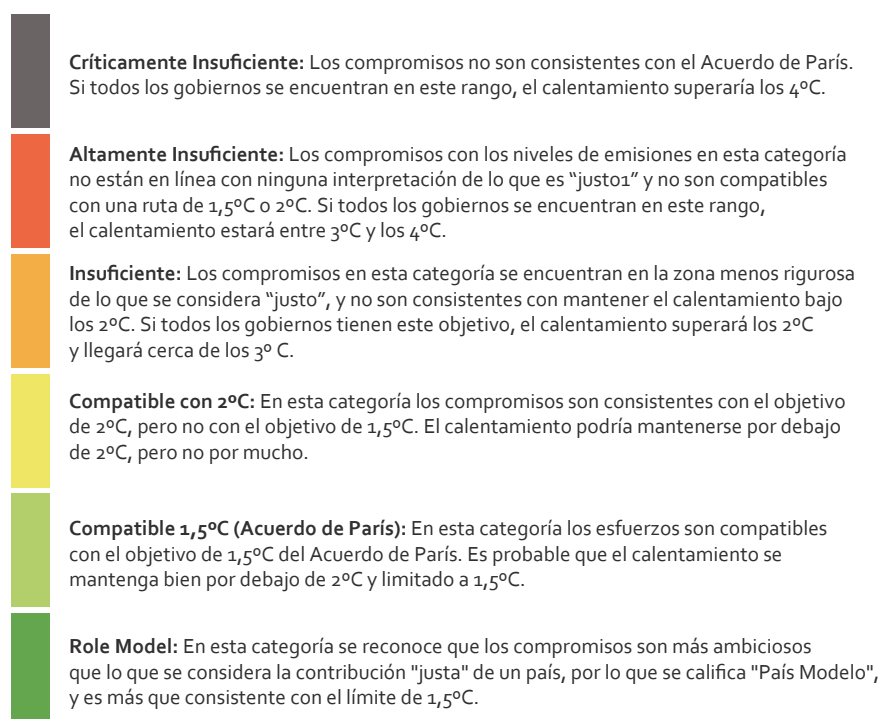 Críticamente Insuficiente: Los compromisos no son consistentes con el Acuerdo de París.
Si todos los gobiernos se encuentran en este rango, el calentamiento superaría los 4ºC.
Altamente Insuficiente: Los compromisos con los niveles de emisiones en esta categoría
no están en línea con ninguna interpretación de lo que es “justo1” y no son compatibles
con una ruta de 1,5ºC o 2ºC. Si todos los gobiernos se encuentran en este rango,
el calentamiento estará entre 3ºC y los 4ºC.
Insuficiente: Los compromisos en esta categoría se encuentran en la zona menos rigurosa
de lo que se considera “justo”, y no son consistentes con mantener el calentamiento bajo
los 2ºC. Si todos los gobiernos tienen este objetivo, el calentamiento superará los 2ºC
y llegará cerca de los 3º C.
Compatible con 2ºC: En esta categoría los compromisos son consistentes con el objetivo
de 2ºC, pero no con el objetivo de 1,5ºC. El calentamiento podría mantenerse por debajo
de 2ºC, pero no por mucho.
Compatible 1,5ºC (Acuerdo de París): En esta categoría los esfuerzos son compatibles
con el objetivo de 1,5ºC del Acuerdo de París. Es probable que el calentamiento se
mantenga bien por debajo de 2ºC y limitado a 1,5ºC.
Role Model: En esta categoría se reconoce que los compromisos son más ambiciosos
que lo que se considera la contribución "justa" de un país, por lo que se califica "País Modelo",
y es más que consistente con el límite de 1,5ºC.